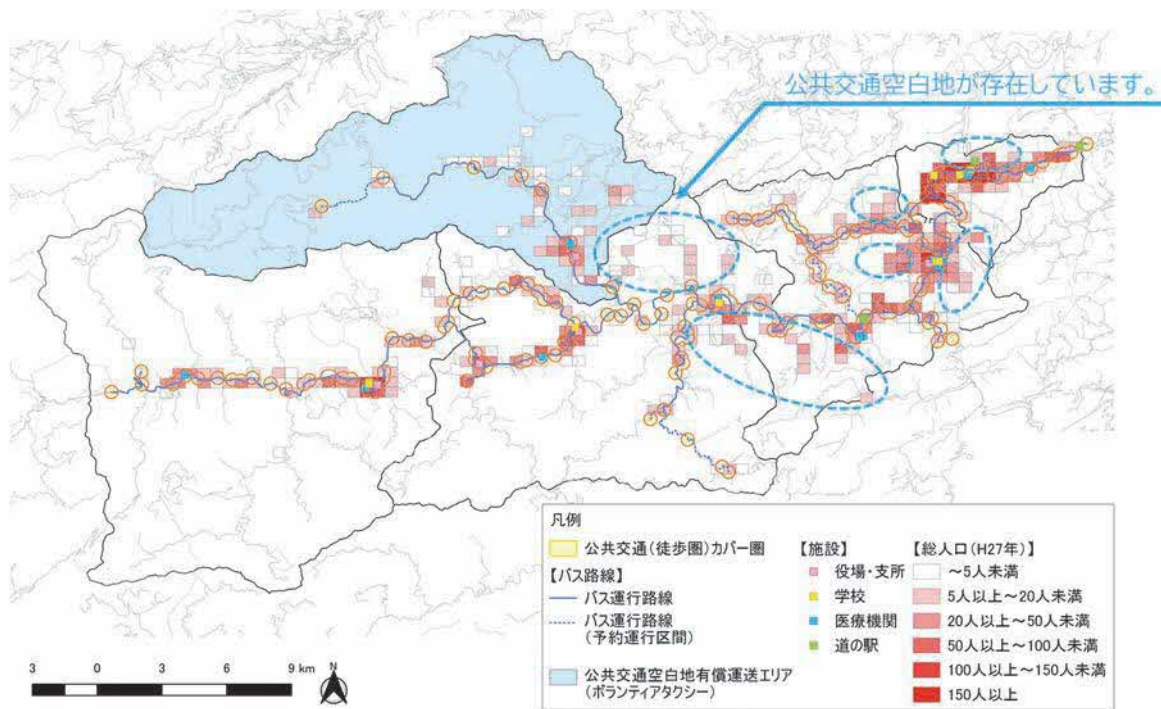 公共交通空白地が存在しています。
凡例
公共交通(徒歩圏)カバー圏
【バス路線】
バス運行路線
バス運行路線
(予約運行区間)
公共交通空白地有償運送エリア
(ボランティアタクシー)
【施設】
役場・支所
学校
医療機関
道の駅
【総人口(H27年)】
～5人未満
5人以上～20人未満
20人以上～50人未満
50人以上～100人未満
100人以上～150人未満
150人以上
3 0 3 6 9 km
N